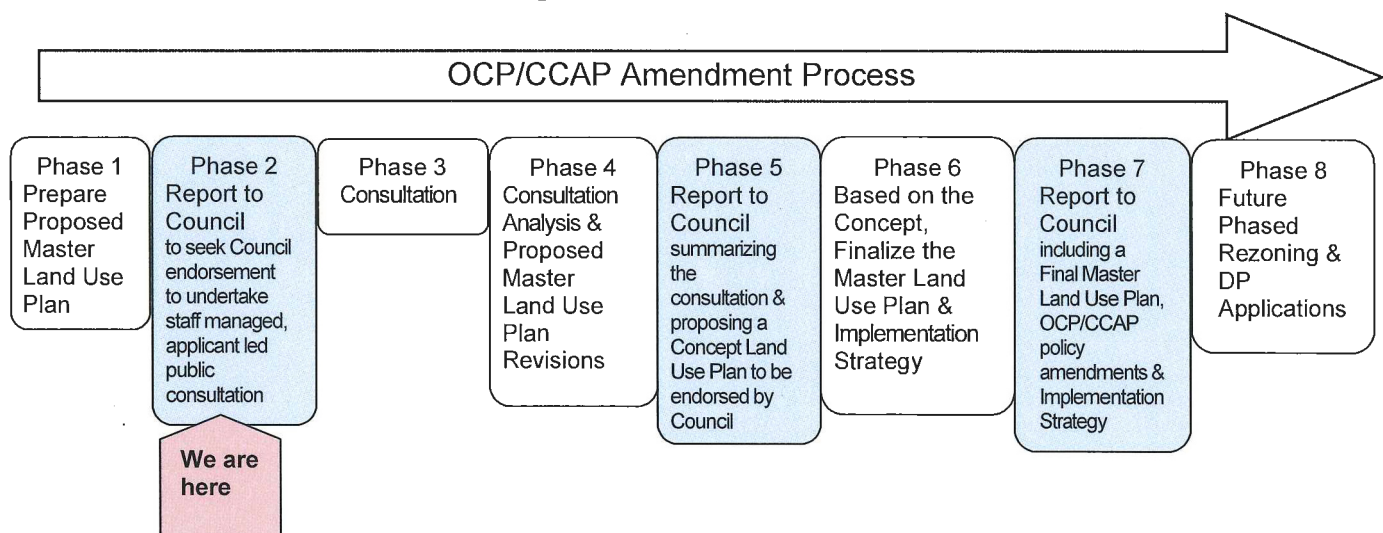 OCP/CCAP Amendment Process
Phase 1
Prepare
Proposed
Master
Land Use
Plan
Phase 2
Report to
Council
to seek Council
endorsement
to undertake
staff managed,
applicant led
public
consultation
Phase 3
Consultation
Phase 4
Consultation
Analysis &
Proposed
Master
Land Use
Plan
Revisions
Phase 5
Report to
Council
summarizing
the
consultation &
proposing a
Concept Land
Use Plan to be
endorsed by
Council
Phase 6
Based on the
Concept,
Finalize the
Master Land
Use Plan &
Implementation
Strategy
Phase 7
Report to
Council
including a
Final Master
Land Use Plan,
OCP/CCAP
policy
amendments &
Implementation
Strategy
Phase 8
Future
Phased
Rezoning &
DP
Applications
We are
here